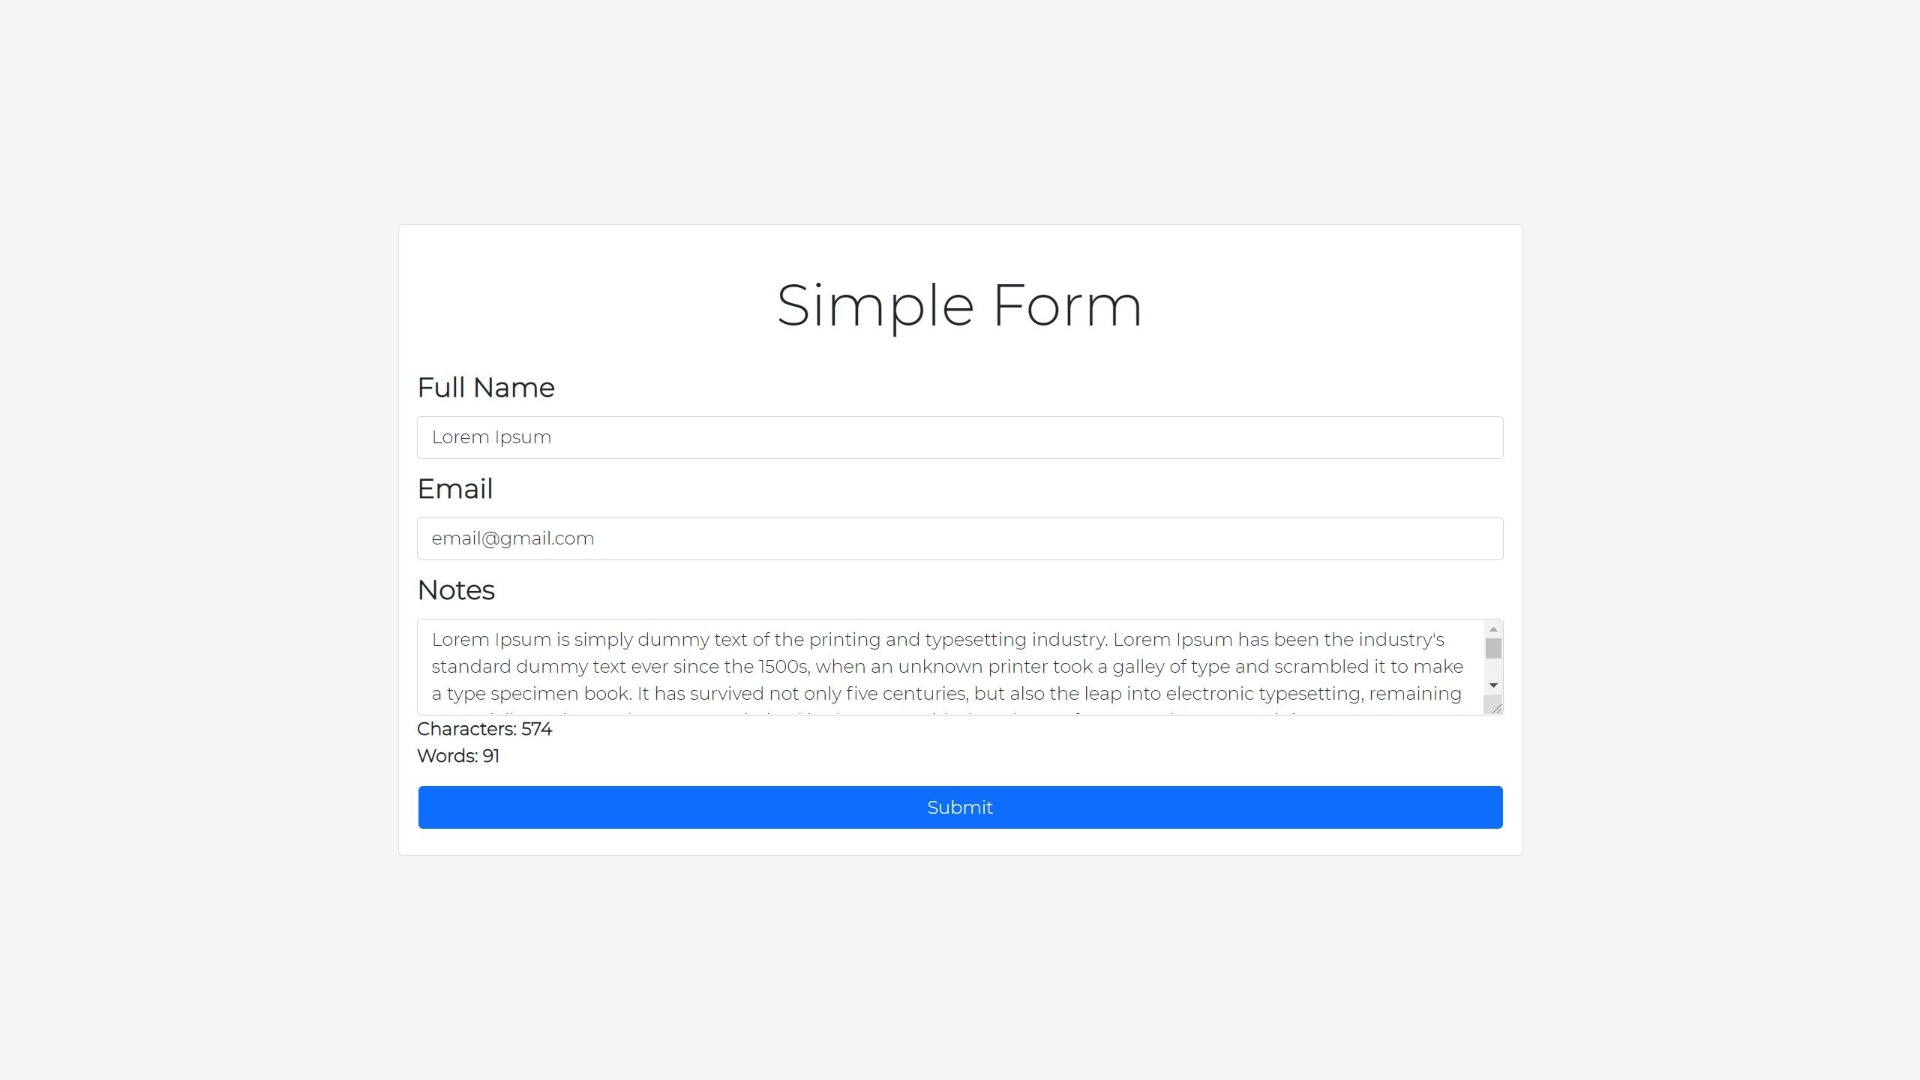 Simple Form
Full Name
Lorem Ipsum
Email
email@gmail.com
Notes
Lorem Ipsum is simply dummy text of the printing and typesetting industry. Lorem Ipsum has been the industry's
standard dummy text ever since the 1500s, when an unknown printer took a galley of type and scrambled it to make
a type specimen book. It has survived not only five centuries, but also the leap into electronic typesetting, remaining
Characters: 574
Words: 91
Submit